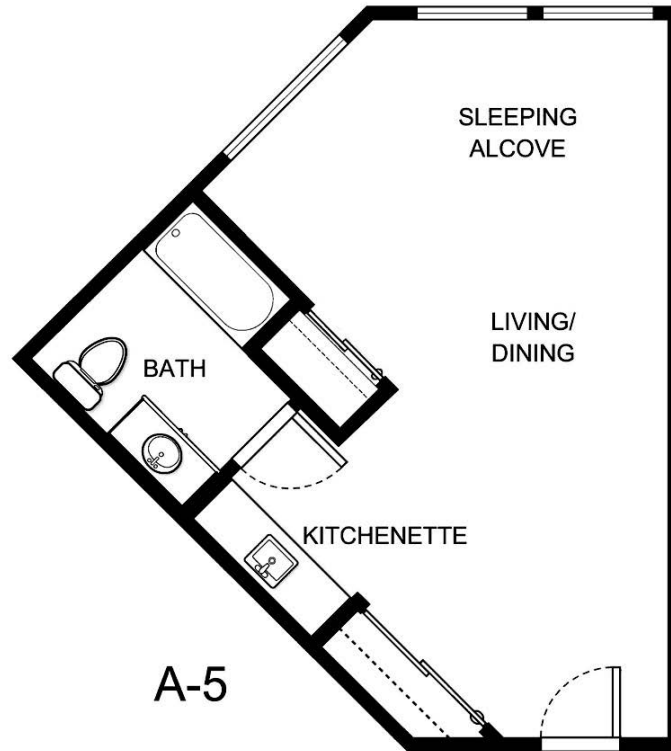 SLEEPING
ALCOVE
LIVING/
DINING
BATH
KITCHENETTE
A-5